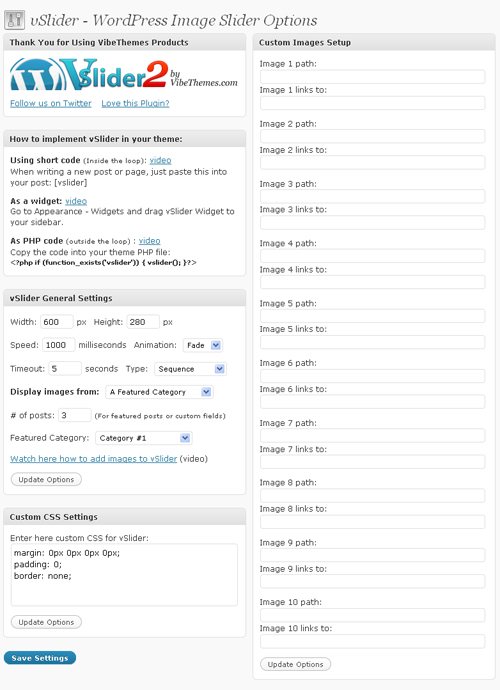 vSlider - WordPress Image Slider Options
Thank You for Using VibeThemes Products
VSlider2 by
VibeThemes.com
Follow us on Twitter Love this Plugin?
How to implement vSlider in your theme:
Using short code (Inside the loop): video
When writing a new post or page, just paste this into
your post: [vslider]
As a widget: video
Go to Appearance - Widgets and drag vSlider Widget to
your sidebar.
As PHP code (outside the loop) : video
Copy the code into your theme PHP file:
<?php if (function_exists('vslider')) { vslider(); }?>
vSlider General Settings
Width: 600 px Height: 280 px
Speed: 1000 milliseconds Animation: Fade
Timeout: 5 seconds Type: Sequence
Display images from: A Featured Category
# of posts: 3 (For featured posts or custom fields)
Featured Category: Category #1
Watch here how to add images to vSlider (video)
Update Options
Custom CSS Settings
Enter here custom CSS for vSlider:
margin: 0px 0px 0px 0px;
padding: 0;
border: none;
Update Options
Save Settings
Custom Images Setup
Image 1 path:
Image 1 links to:
Image 2 path:
Image 2 links to:
Image 3 path:
Image 3 links to:
Image 4 path:
Image 4 links to:
Image 5 path:
Image 5 links to:
Image 6 path:
Image 6 links to:
Image 7 path:
Image 7 links to:
Image 8 path:
Image 8 links to:
Image 9 path:
Image 9 links to:
Image 10 path:
Image 10 links to:
Update Options